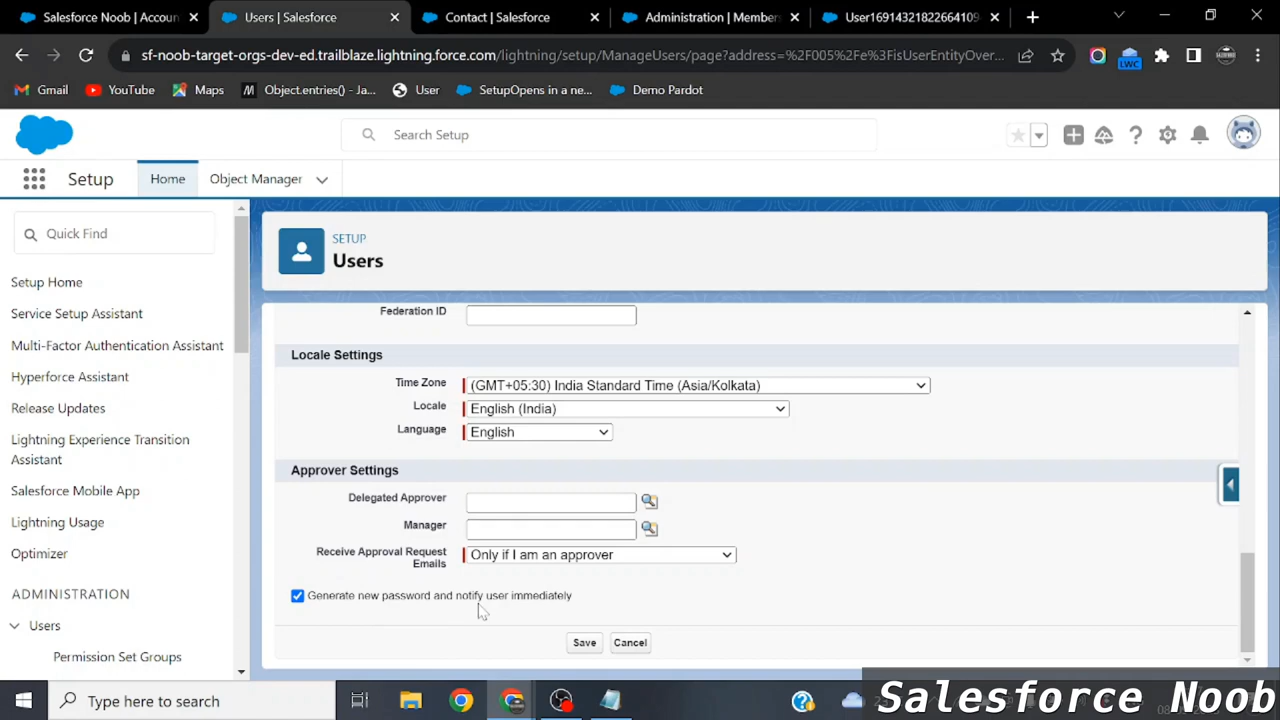 Salesforce Noob | Accoun
Users | Salesforce
Contact | Salesforce
Administration | Member
User16914321822664109
sf-noob-target-orgs-dev-ed.trailblaze.lightning.force.com/lightning/setup/ManageUsers/page?address=%2F005%2Fe%3FisUserEntityOver...
LWC
Gmail
YouTube
Maps
Object.entries() - Ja...
User
SetupOpens in a ne...
Demo Pardot
Search Setup
Setup
Home
Object Manager
Quick Find
Setup Home
Service Setup Assistant
Multi-Factor Authentication Assistant
Hyperforce Assistant
Release Updates
Lightning Experience Transition
Assistant
Salesforce Mobile App
Lightning Usage
Optimizer
ADMINISTRATION
Users
Permission Set Groups
SETUP
Users
Federation ID
Locale Settings
Time Zone
(GMT+05:30) India Standard Time (Asia/Kolkata)
Locale
English (India)
Language
English
Approver Settings
Delegated Approver
Manager
Receive Approval Request
Emails
Only if I am an approver
Generate new password and notify user immediately
Save
Cancel
Type here to search
Salesforce Noob